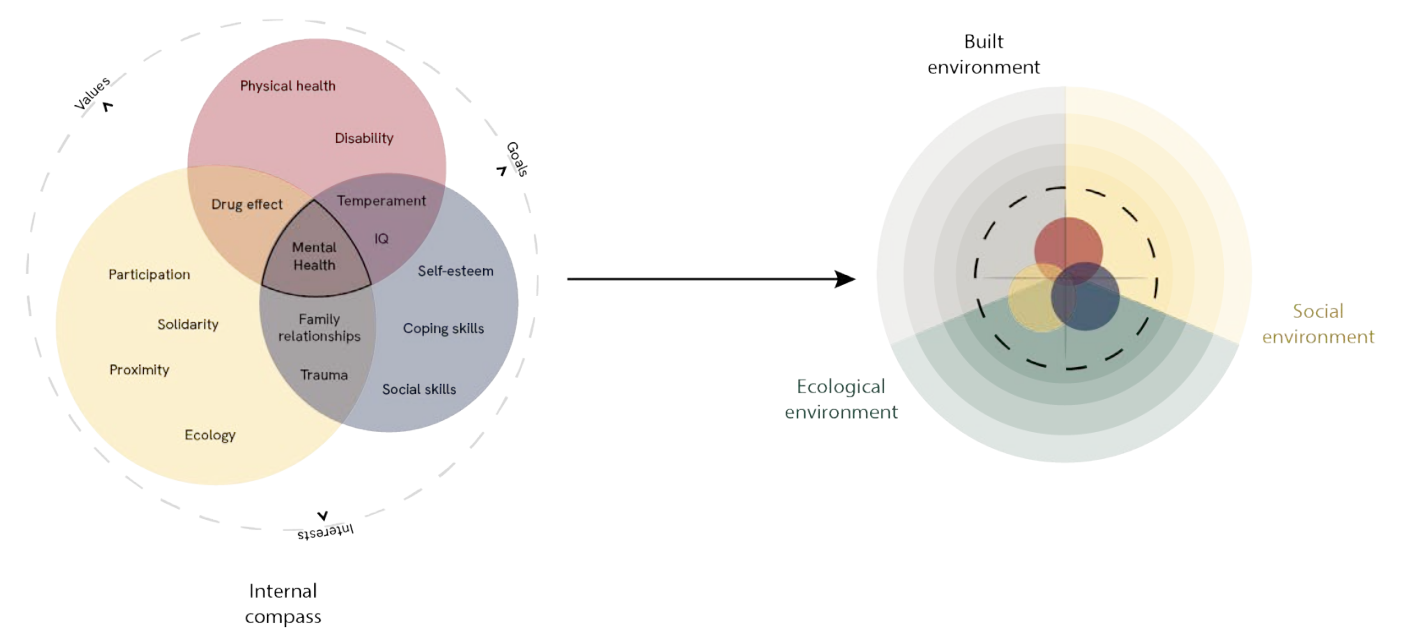 Values
Goals
Physical health
Disability
Drug effect
Temperament
IQ
Mental
Health
Participation
Solidarity
Proximity
Ecology
Family
relationships
Trauma
Self-esteem
Coping skills
Social skills
Interests
Internal
compass
Built
environment
Social
environment
Ecological
environment